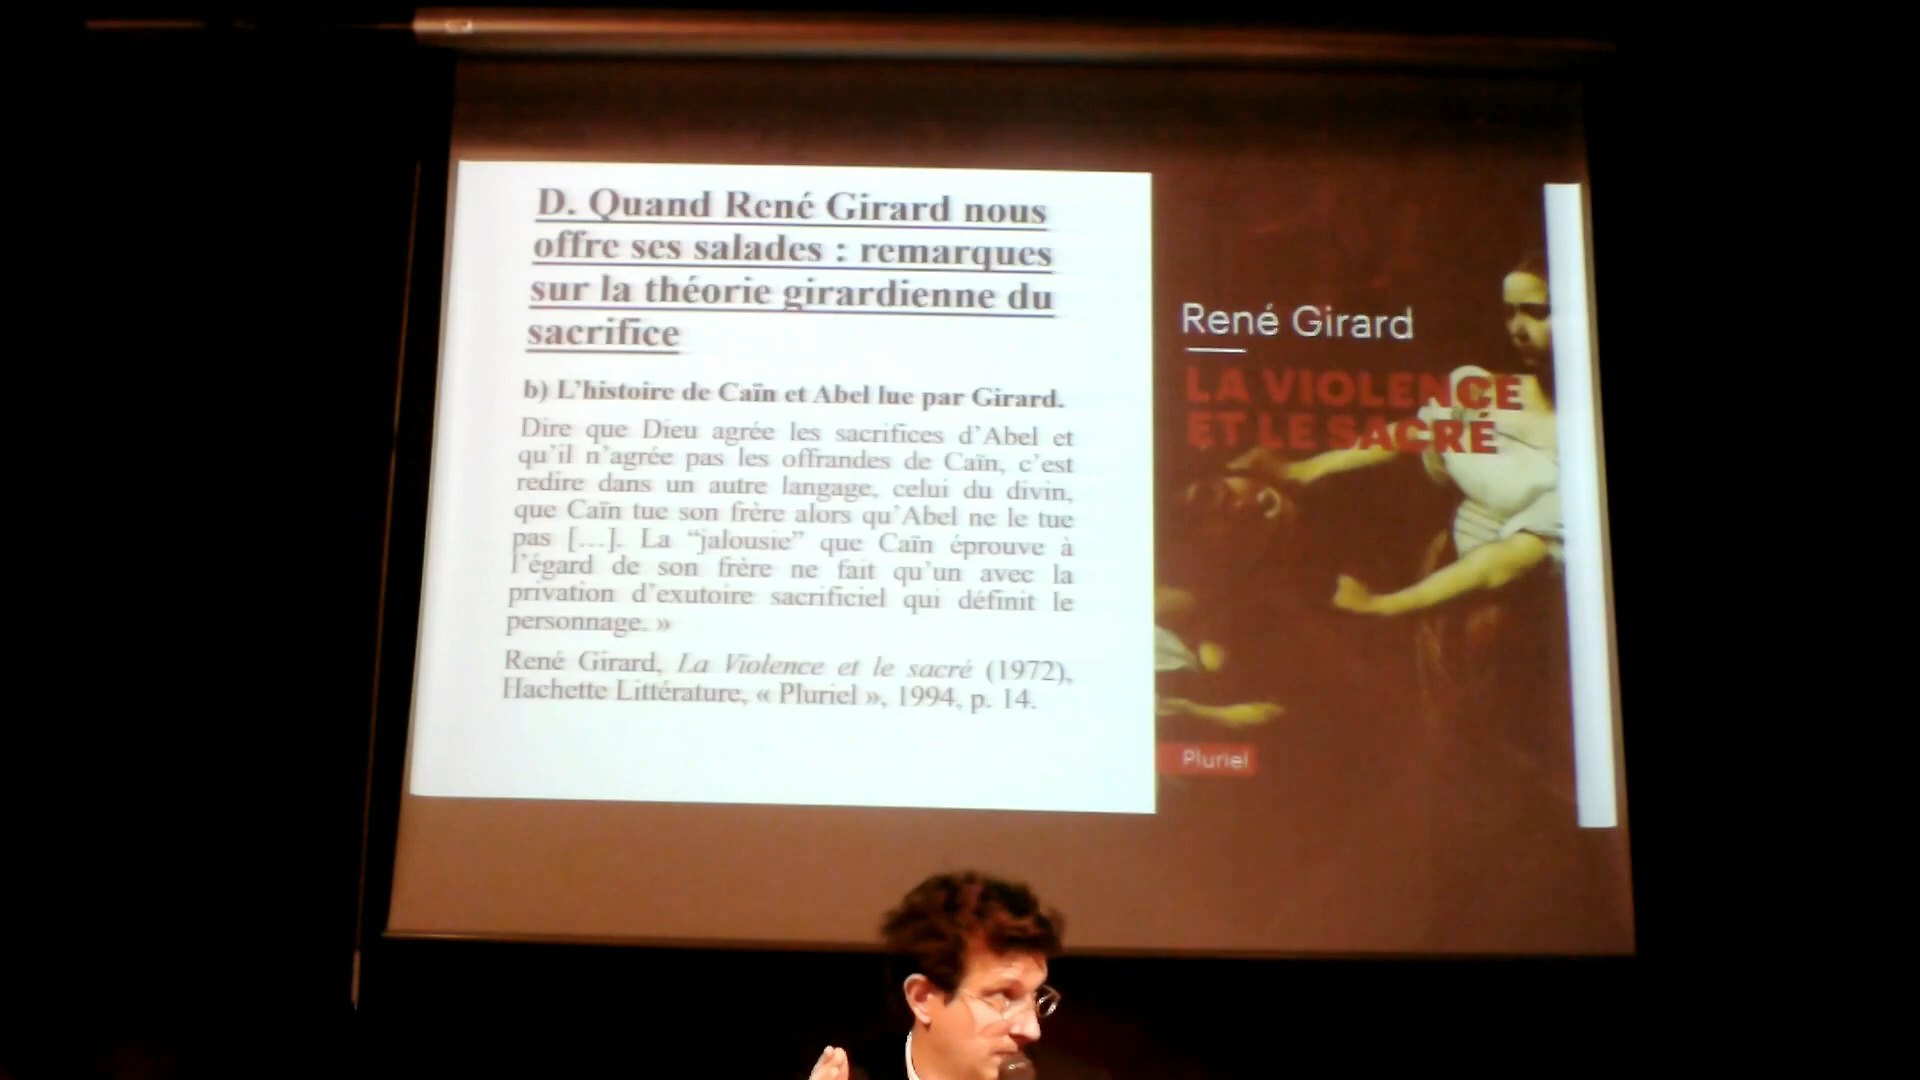 D. Quand René Girard nous
offre ses salades : remarques
sur la théorie girardienne du
sacrifice
b) L’histoire de Caïn et Abel lue par Girard.
Dire que Dieu agrée les sacrifices d’Abel et
qu’il n’agrée pas les offrandes de Caïn, c’est
redire dans un autre langage, celui du divin,
que Caïn tue son frère alors qu’Abel ne le tue
pas […]. La “jalousie” que Caïn éprouve à
l’égard de son frère ne fait qu’un avec la
privation d’exutoire sacrificiel qui définit le
personnage. »
René Girard, La Violence et le sacré (1972),
Hachette Littérature, « Pluriel », 1994, p. 14.
René Girard
LA VIOLENCE
ET LE SACRÉ
Pluriel